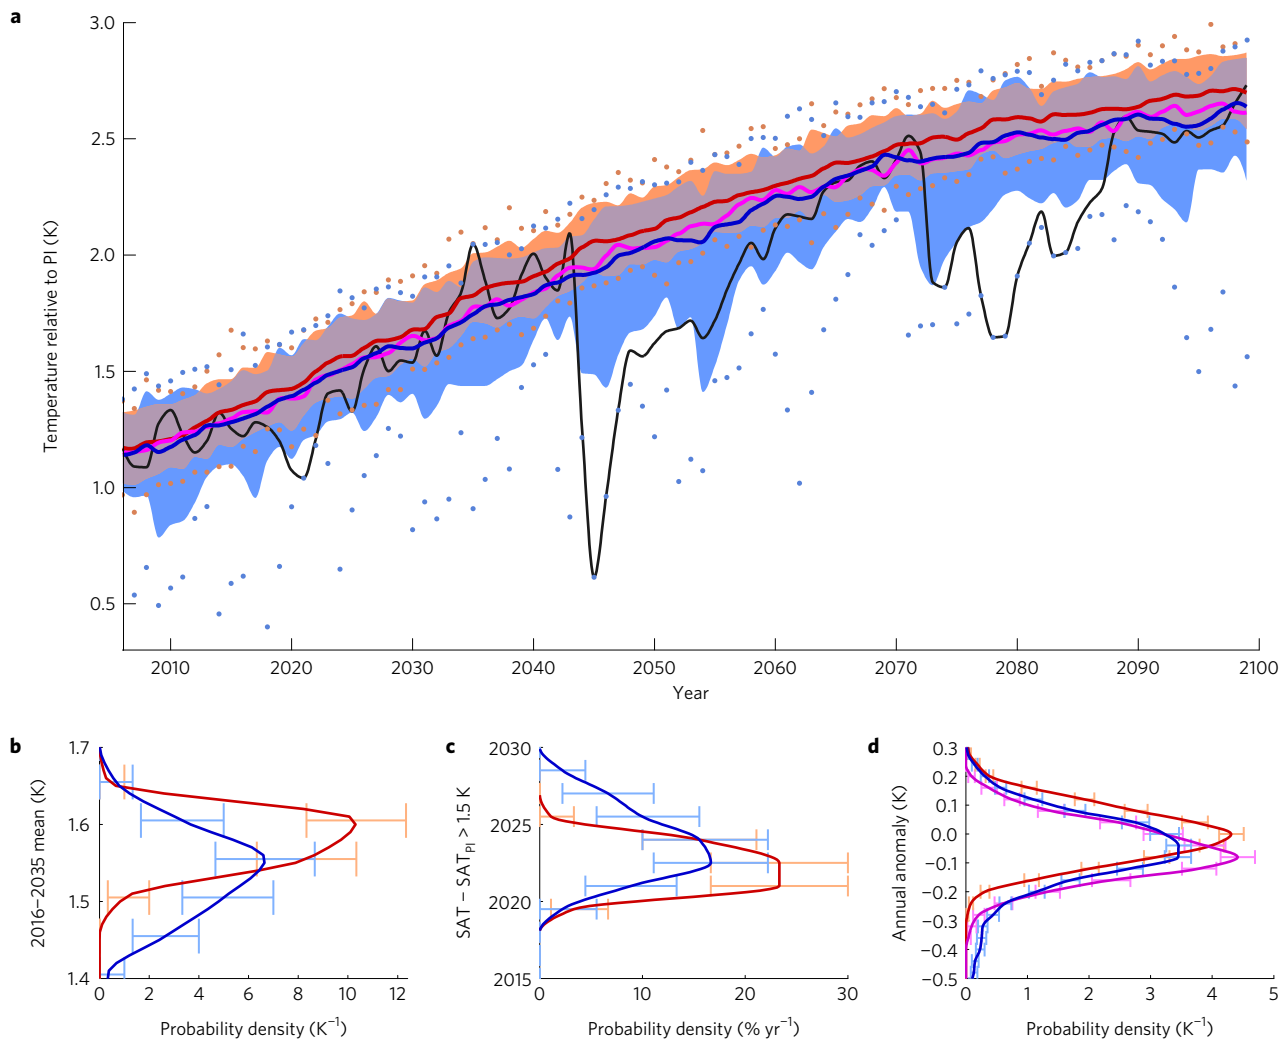 a
3.0
2.5
2.0
1.5
1.0
0.5
Temperature relative to PI (K)
2010 2020 2030 2040 2050 2060 2070 2080 2090 2100
Year
b
1.7
1.6
1.5
1.4
2016–2035 mean (K)
0 2 4 6 8 10 12
Probability density (K⁻¹)
c
2030
2025
2020
2015
SAT − SAT_PI > 1.5 K
0 10 20 30
Probability density (% yr⁻¹)
d
0.3
0.2
0.1
0.0
−0.1
−0.2
−0.3
−0.4
−0.5
Annual anomaly (K)
0 1 2 3 4 5
Probability density (K⁻¹)